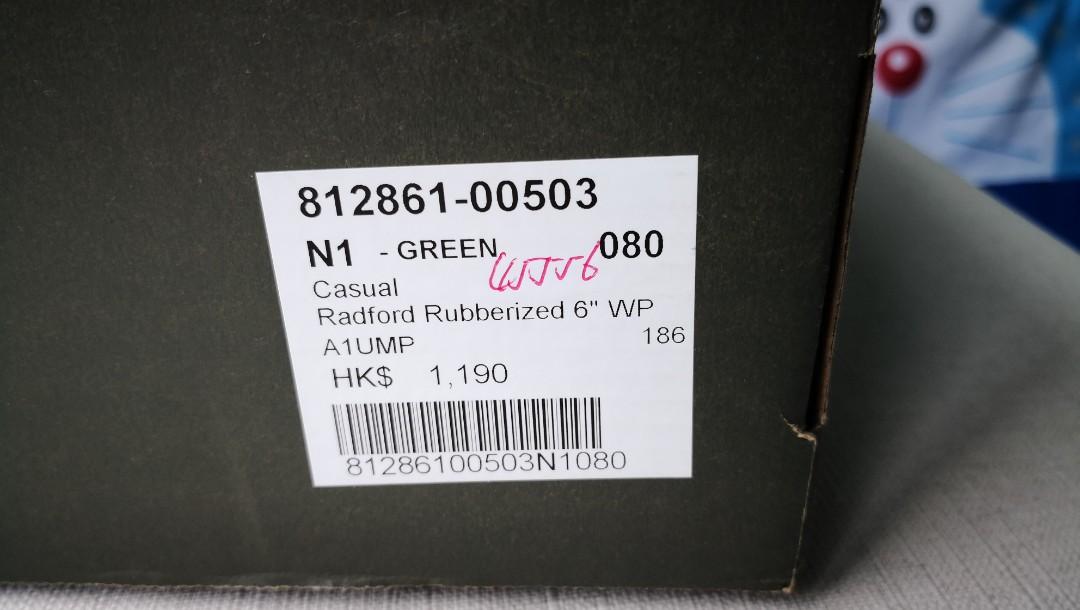 812861-00503
N1 - GREEN 080
Casual
Radford Rubberized 6" WP
A1UMP 186
HK$ 1,190
81286100503N1080